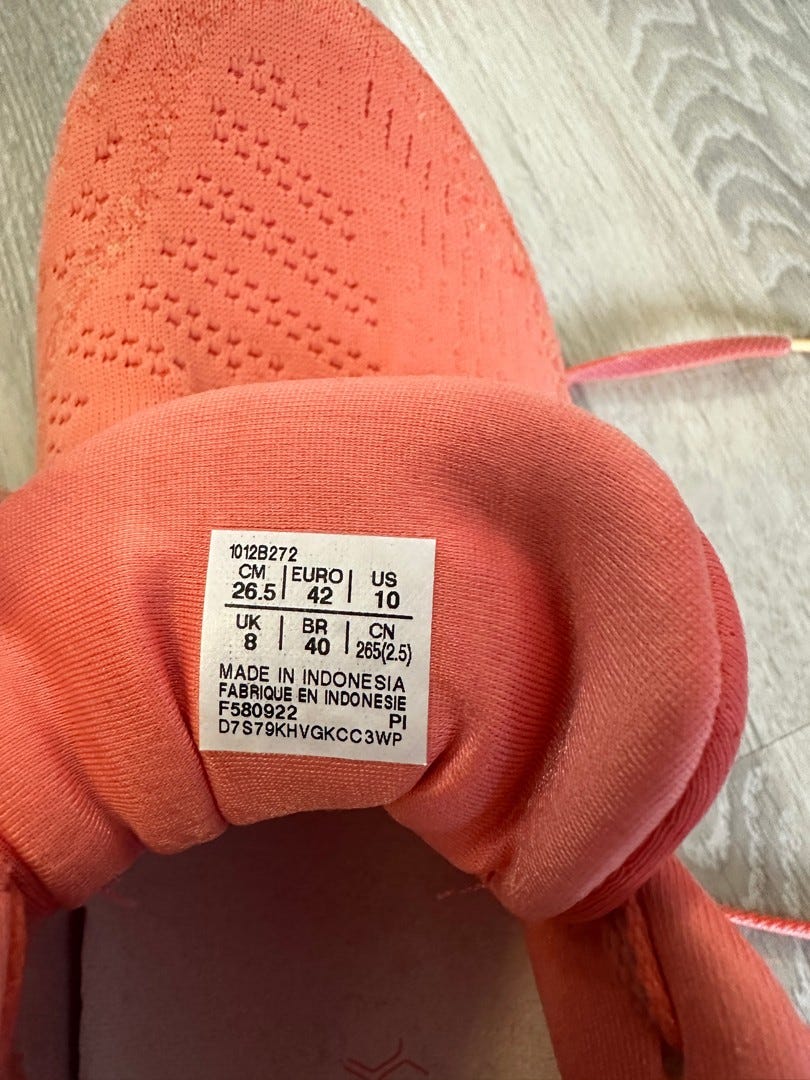 1012B272
CM | EURO | US
26.5 | 42 | 10
UK | BR | CN
8 | 40 | 265(2.5)
MADE IN INDONESIA
FABRIQUE EN INDONESIE
F580922 PI
D7S79KHVGKCC3WP